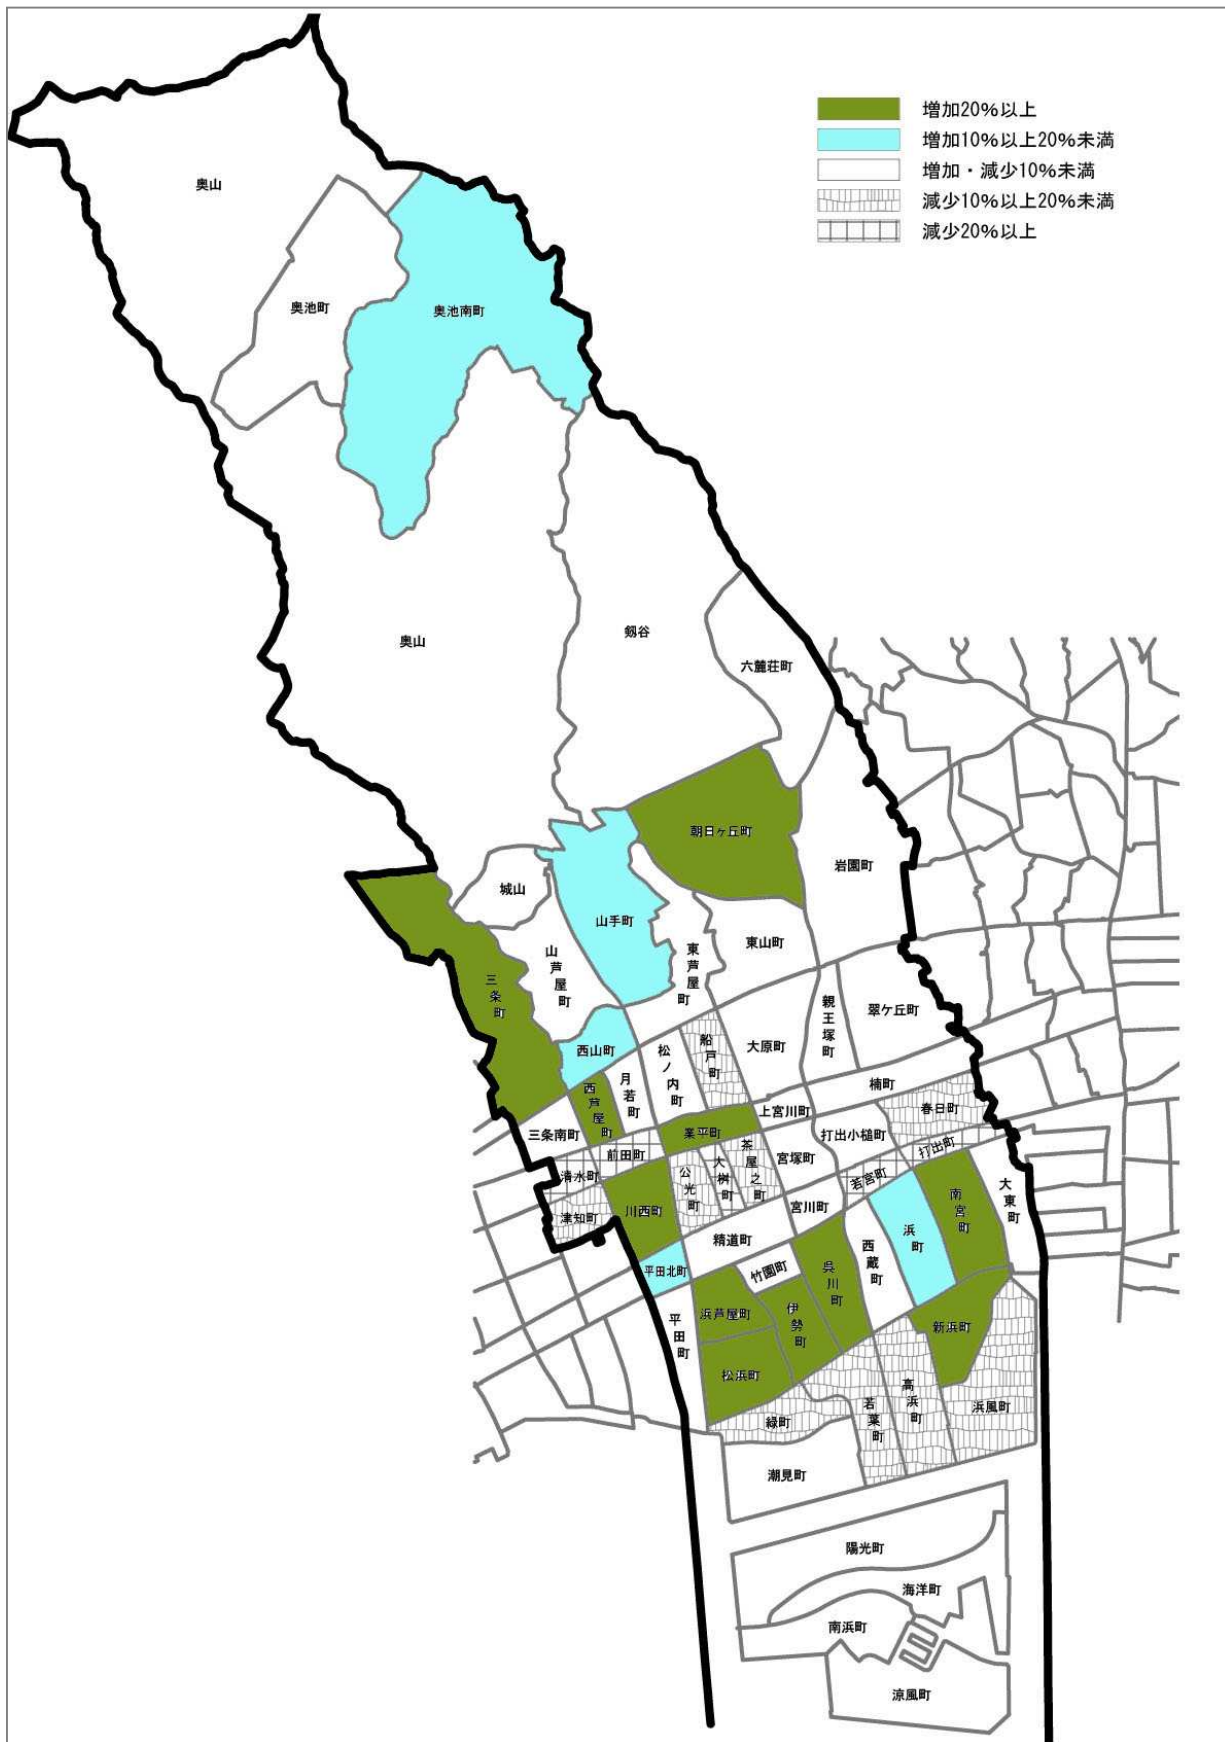 増加20%以上
増加10%以上20%未満
増加・減少10%未満
減少10%以上20%未満
減少20%以上
奥山
奥池町
奥池南町
奥山
剱谷
六麓荘町
朝日ヶ丘町
岩園町
城山
山手町
東山町
山芦屋町
東芦屋町
三条町
親王塚町
翠ケ丘町
西山町
松ノ内町
船戸町
大原町
月若町
西芦屋町
楠町
春日町
上宮川町
三条南町
業平町
打出小槌町
打出町
前田町
茶屋之町
宮塚町
清水町
公光町
大桝町
若宮町
大東町
南宮町
津知町
川西町
宮川町
浜町
精道町
西蔵町
平田北町
竹園町
呉川町
浜芦屋町
伊勢町
新浜町
平田町
松浜町
高浜町
若葉町
浜風町
緑町
潮見町
陽光町
海洋町
南浜町
涼風町